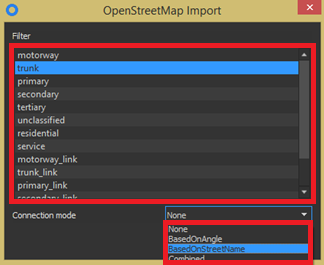 OpenStreetMap Import
Filter
motorway
trunk
primary
secondary
tertiary
unclassified
residential
service
motorway_link
trunk_link
primary_link
secondary_link
Connection mode
None
None
BasedOnAngle
BasedOnStreetName
Combined